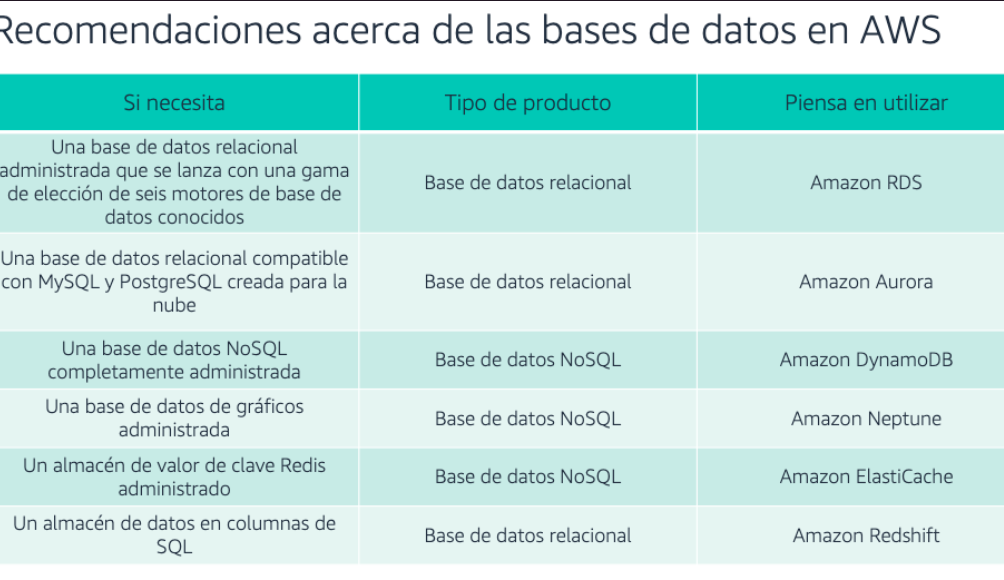 Recomendaciones acerca de las bases de datos en AWS
Si necesita
Tipo de producto
Piensa en utilizar
Una base de datos relacional
administrada que se lanza con una gama
de elección de seis motores de base de
datos conocidos
Base de datos relacional
Amazon RDS
Una base de datos relacional compatible
con MySQL y PostgreSQL creada para la
nube
Base de datos relacional
Amazon Aurora
Una base de datos NoSQL
completamente administrada
Base de datos NoSQL
Amazon DynamoDB
Una base de datos de gráficos
administrada
Base de datos NoSQL
Amazon Neptune
Un almacén de valor de clave Redis
administrado
Base de datos NoSQL
Amazon ElastiCache
Un almacén de datos en columnas de
SQL
Base de datos relacional
Amazon Redshift